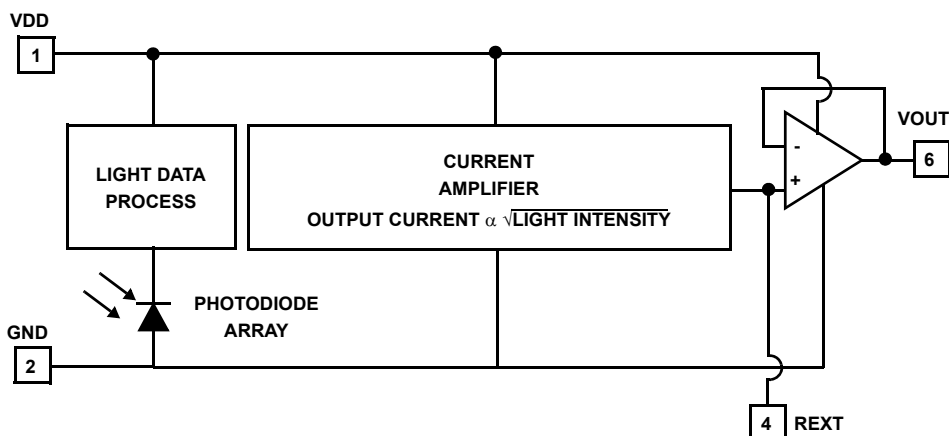 VDD
1
LIGHT DATA
PROCESS
CURRENT
AMPLIFIER
OUTPUT CURRENT α √LIGHT INTENSITY
-
+
VOUT
6
PHOTODIODE
ARRAY
GND
2
4
REXT